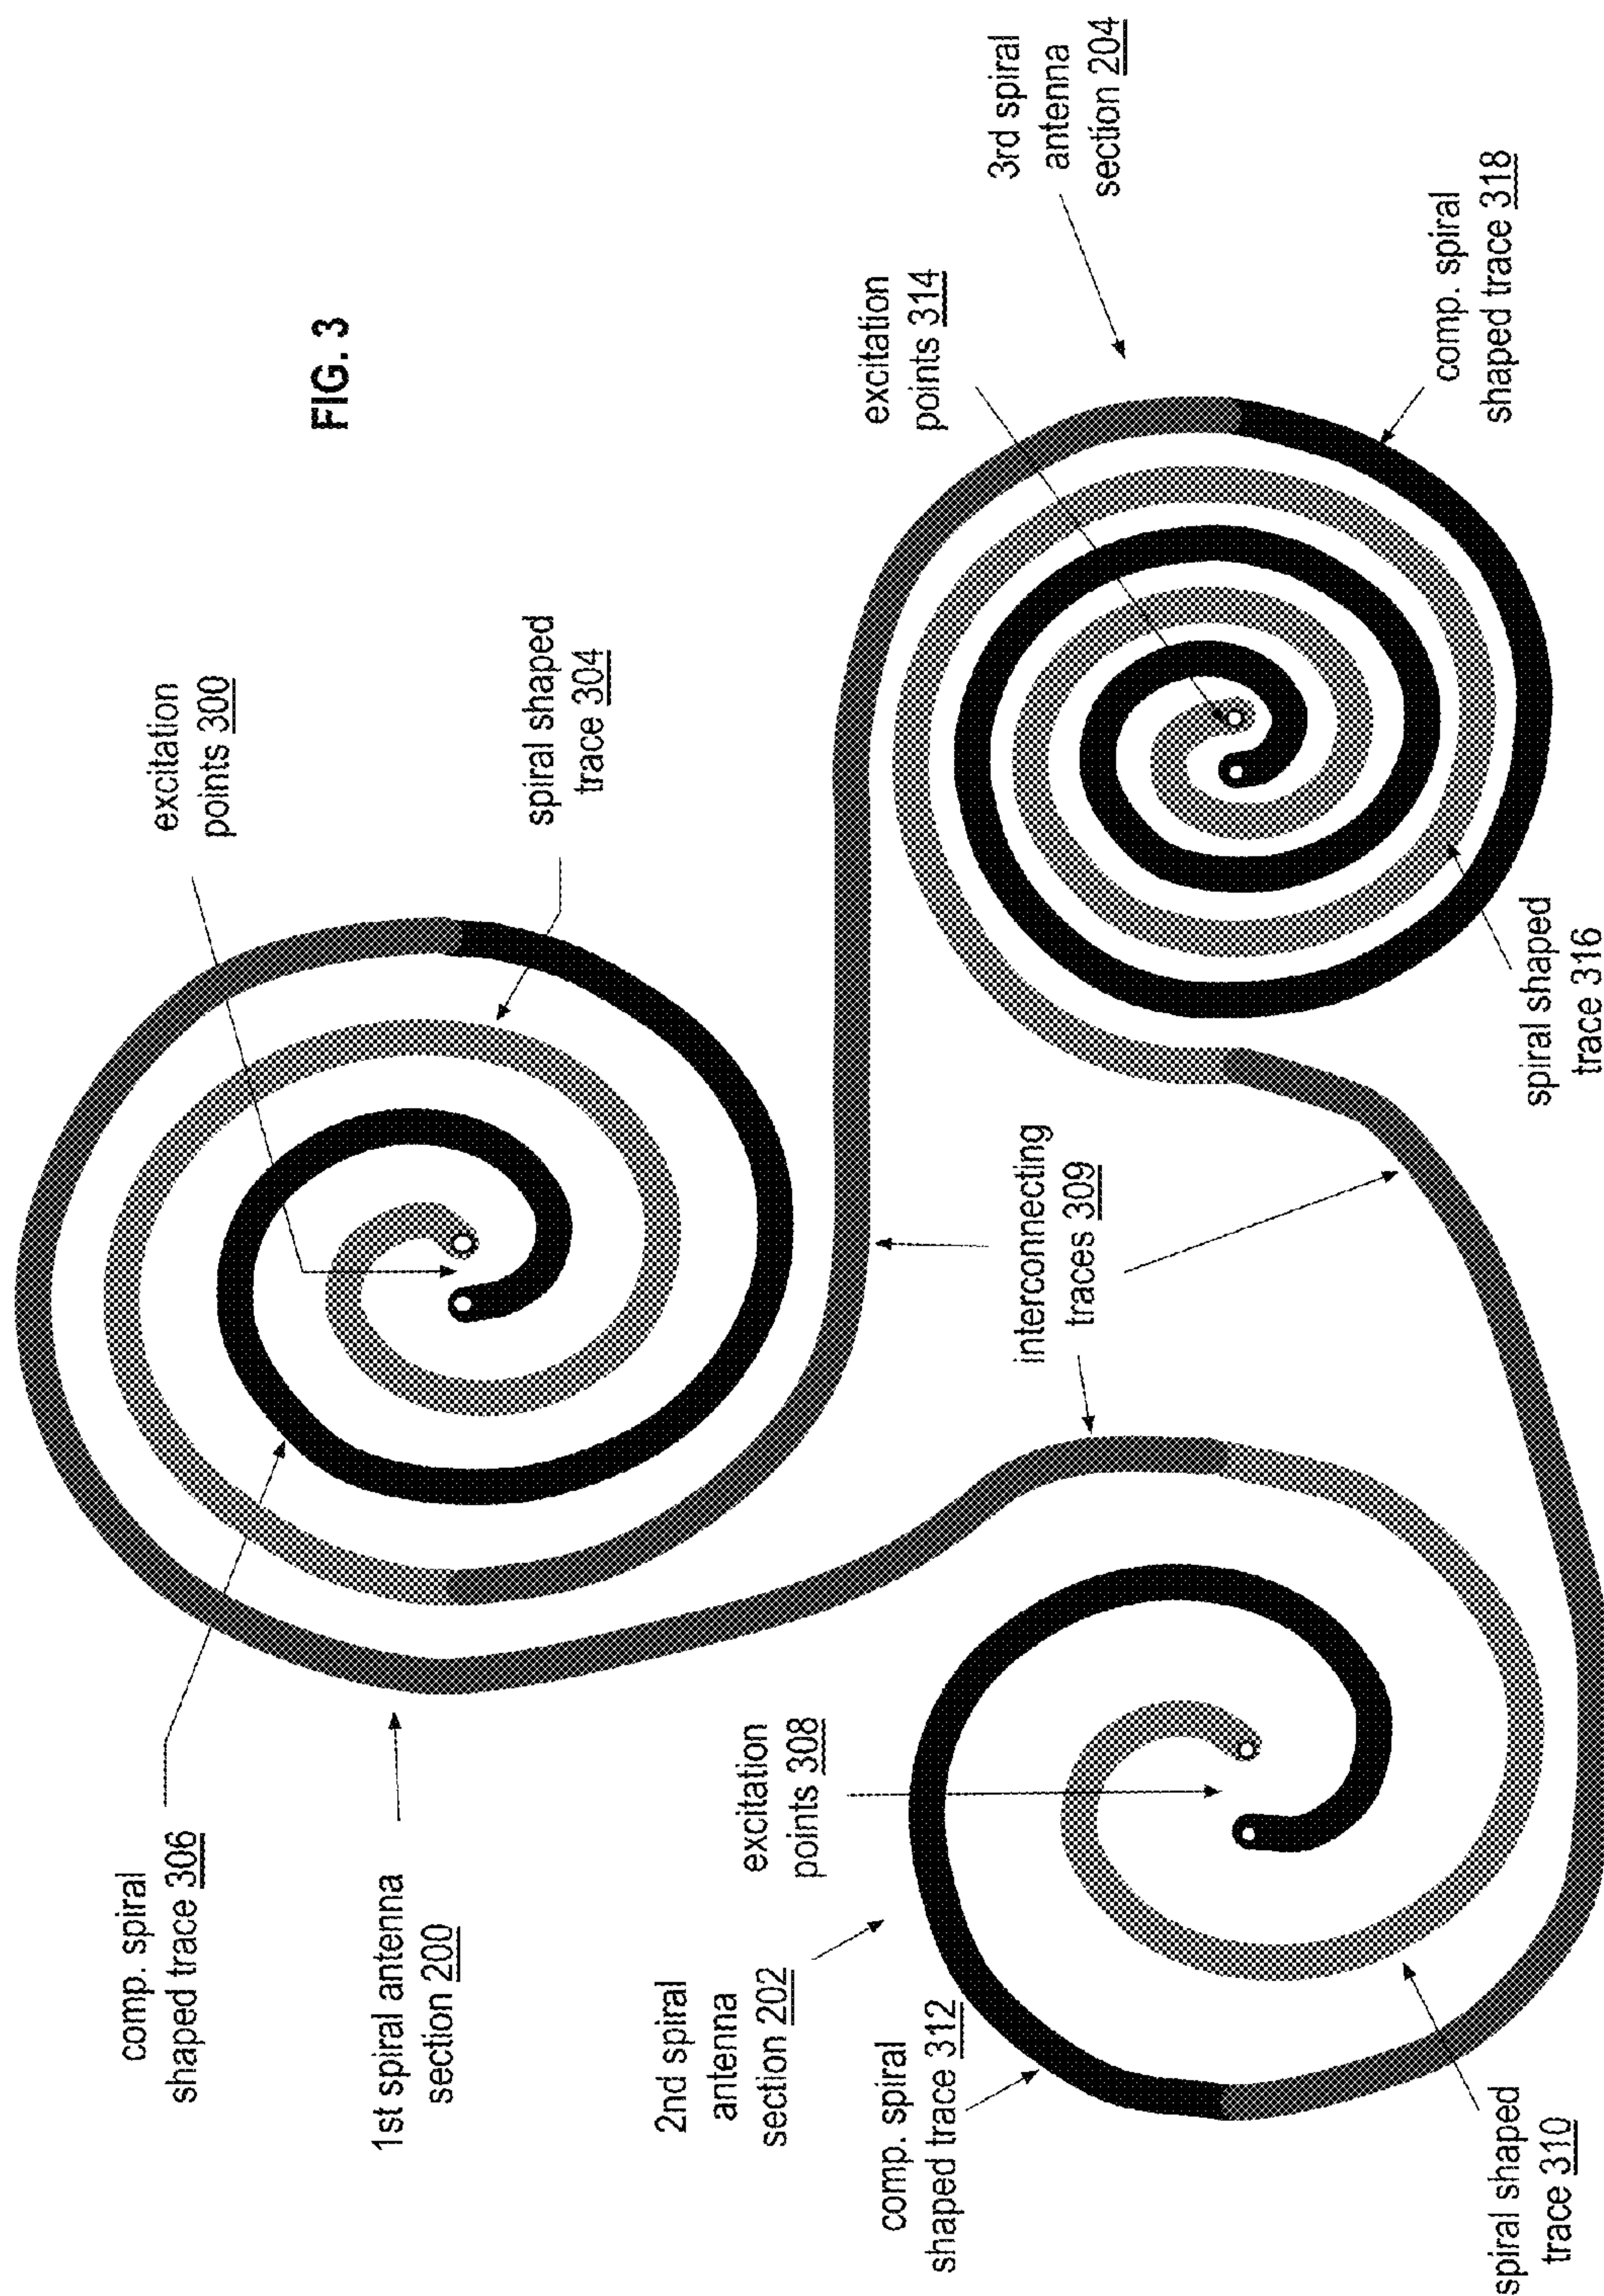 FIG. 3
comp. spiral
shaped trace 306
excitation
points 300
1st spiral antenna
section 200
spiral shaped
trace 304
2nd spiral
antenna
section 202
excitation
points 308
interconnecting
traces 309
excitation
points 314
3rd spiral
antenna
section 204
comp. spiral
shaped trace 312
spiral shaped
trace 310
spiral shaped
trace 316
comp. spiral
shaped trace 318